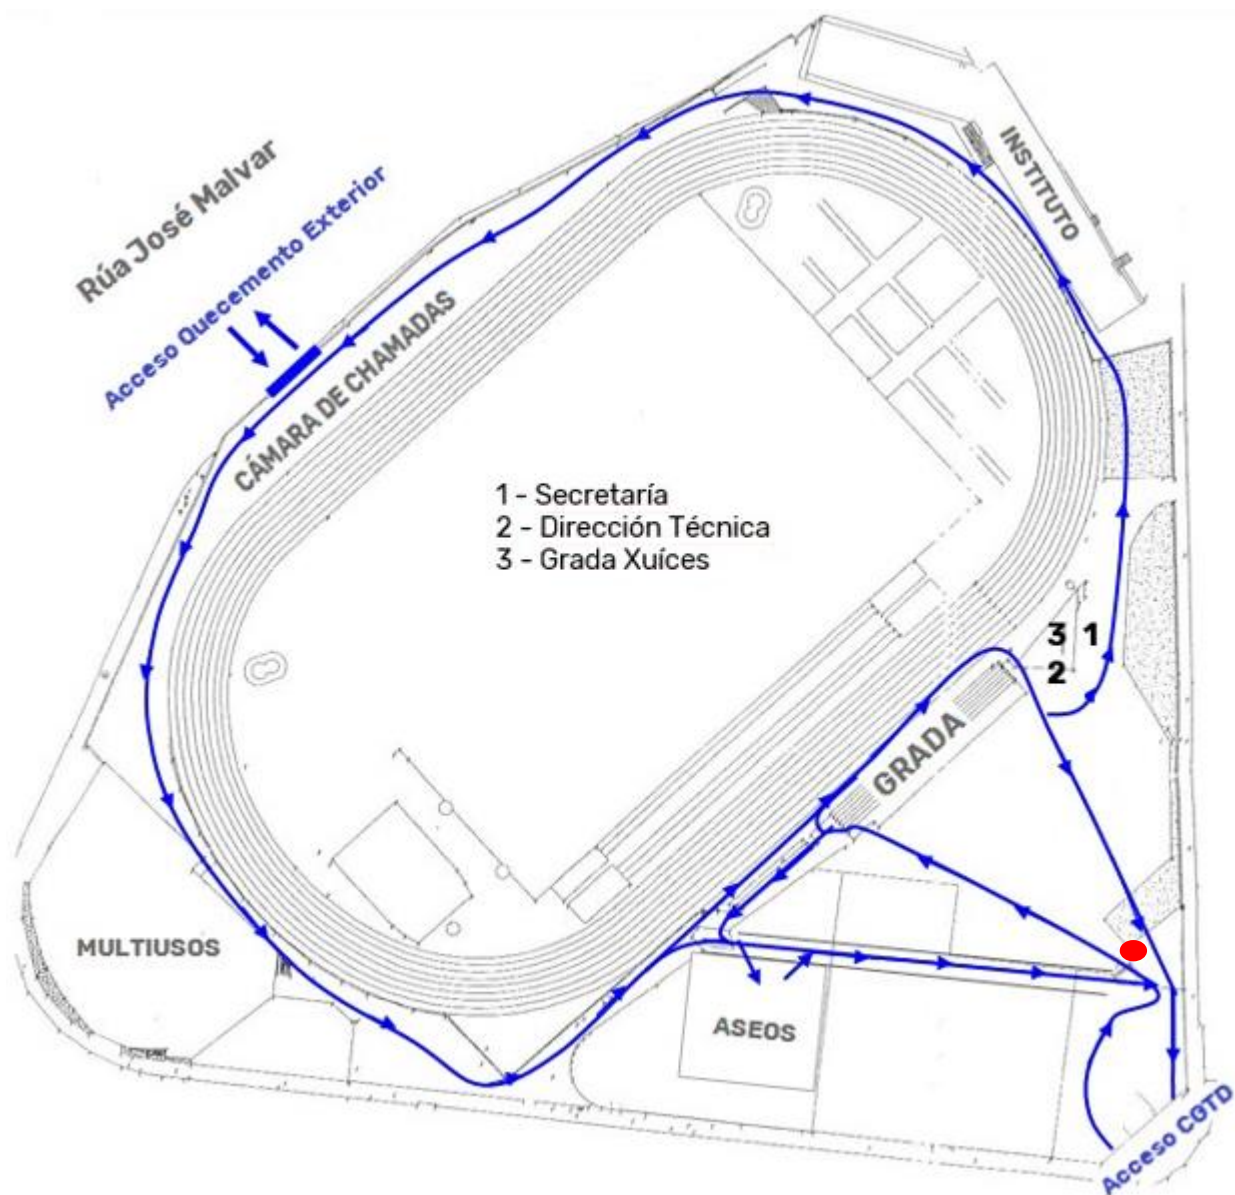 INSTITUTO
Rúa José Malvar
Acceso Quecemento Exterior
CÁMARA DE CHAMADAS
1 - Secretaría
2 - Dirección Técnica
3 - Grada Xuíces
3 1
2
GRADA
MULTIUSOS
ASEOS
Acceso CGTD